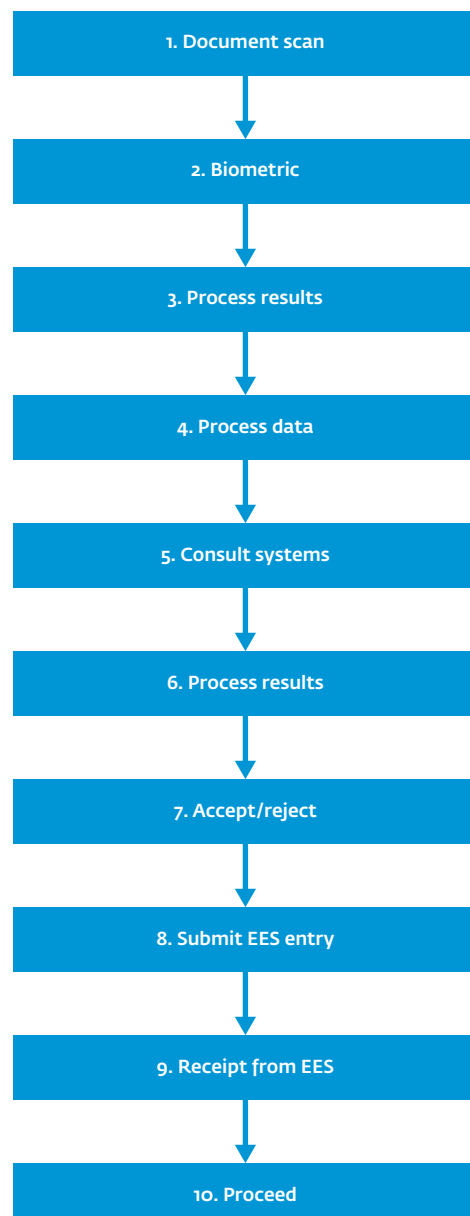 1. Document scan
2. Biometric
3. Process results
4. Process data
5. Consult systems
6. Process results
7. Accept/reject
8. Submit EES entry
9. Receipt from EES
10. Proceed